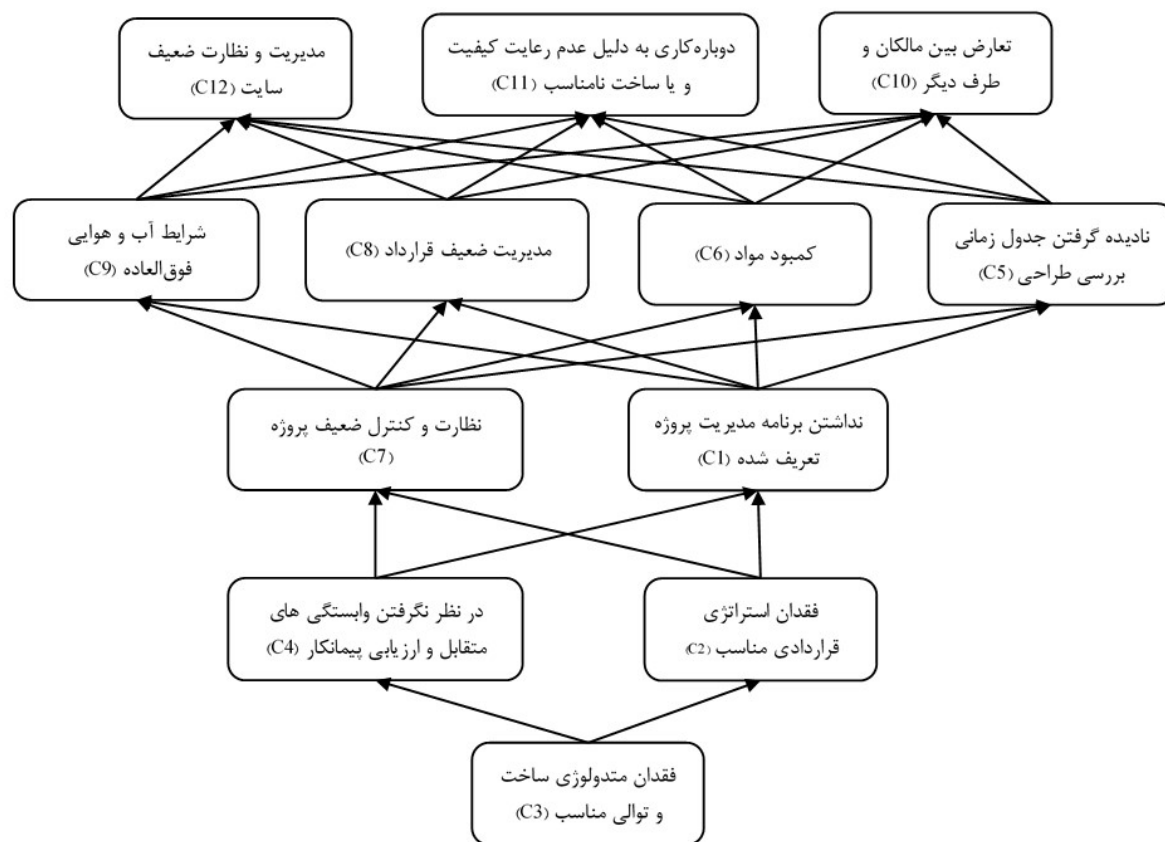 تعارض بین مالکان و
طرف دیگر (C10)
دوباره‌کاری به دلیل عدم رعایت کیفیت
و یا ساخت نامناسب (C11)
مدیریت و نظارت ضعیف
سایت (C12)
نادیده گرفتن جدول زمانی
بررسی طراحی (C5)
کمبود مواد (C6)
مدیریت ضعیف قرارداد (C8)
شرایط آب و هوایی
فوق‌العاده (C9)
نداشتن برنامه مدیریت پروژه
تعریف شده (C1)
نظارت و کنترل ضعیف پروژه
(C7)
فقدان استراتژی
قراردادی مناسب (C2)
در نظر نگرفتن وابستگی های
متقابل و ارزیابی پیمانکار (C4)
فقدان متدولوژی ساخت
و توالی مناسب (C3)